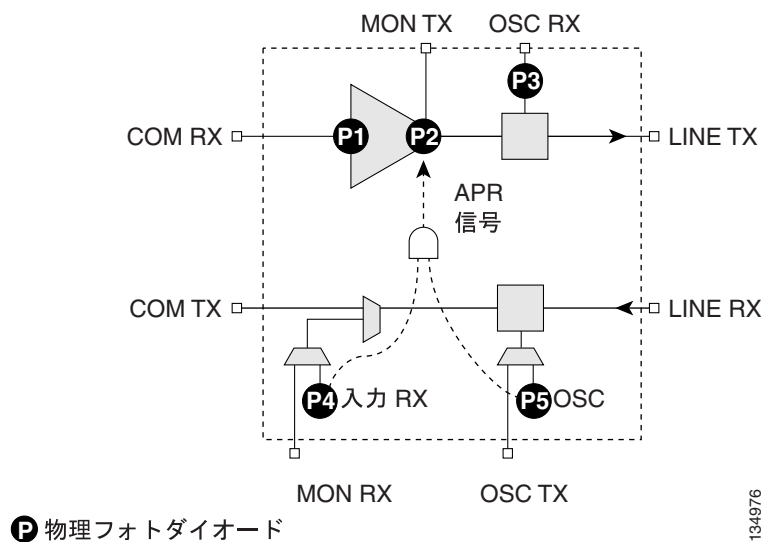 MON TX OSC RX
P3
COM RX P1 P2 LINE TX
APR
信号
COM TX LINE RX
P4 入力 RX P5 OSC
MON RX OSC TX
P 物理フォトダイオード
134976